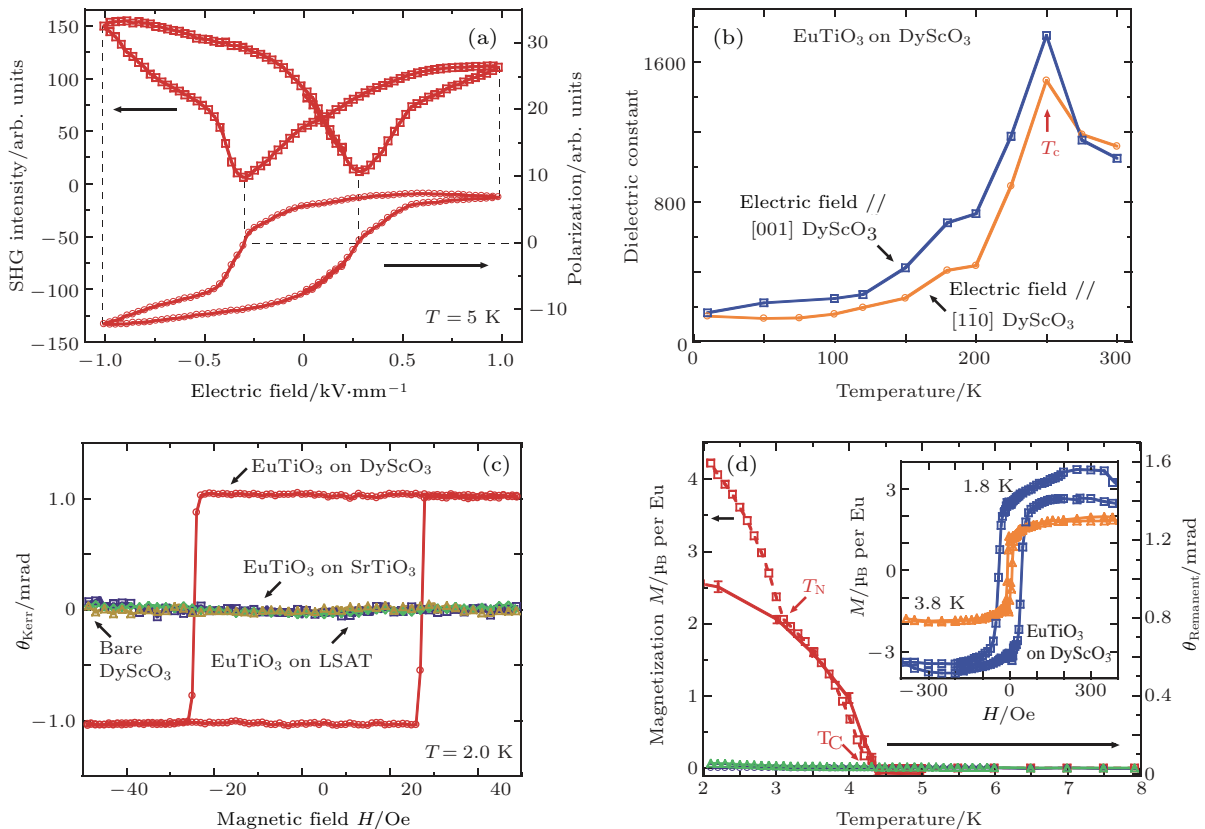 (a)
SHG intensity/arb. units
150
100
50
0
−50
−100
−150
Polarization/arb. units
30
20
10
0
−10
T = 5 K
−1.0
−0.5
0
0.5
1.0
Electric field/kV·mm⁻¹
(b)
EuTiO₃ on DyScO₃
Dielectric constant
1600
1200
800
400
0
T_c
Electric field //
[001] DyScO₃
Electric field //
[11̄0] DyScO₃
0
100
200
300
Temperature/K
(c)
EuTiO₃ on DyScO₃
θ_Kerr/mrad
1.0
0
−1.0
EuTiO₃ on SrTiO₃
Bare
DyScO₃
EuTiO₃ on LSAT
T = 2.0 K
−40
−20
0
20
40
Magnetic field H/Oe
(d)
Magnetization M/μ_B per Eu
4
3
2
1
0
θ_Remanent/mrad
1.6
1.2
0.8
0.4
0
T_N
T_C
M/μ_B per Eu
3
0
−3
1.8 K
3.8 K
EuTiO₃
on DyScO₃
−300
0
300
H/Oe
2
3
4
5
6
7
8
Temperature/K